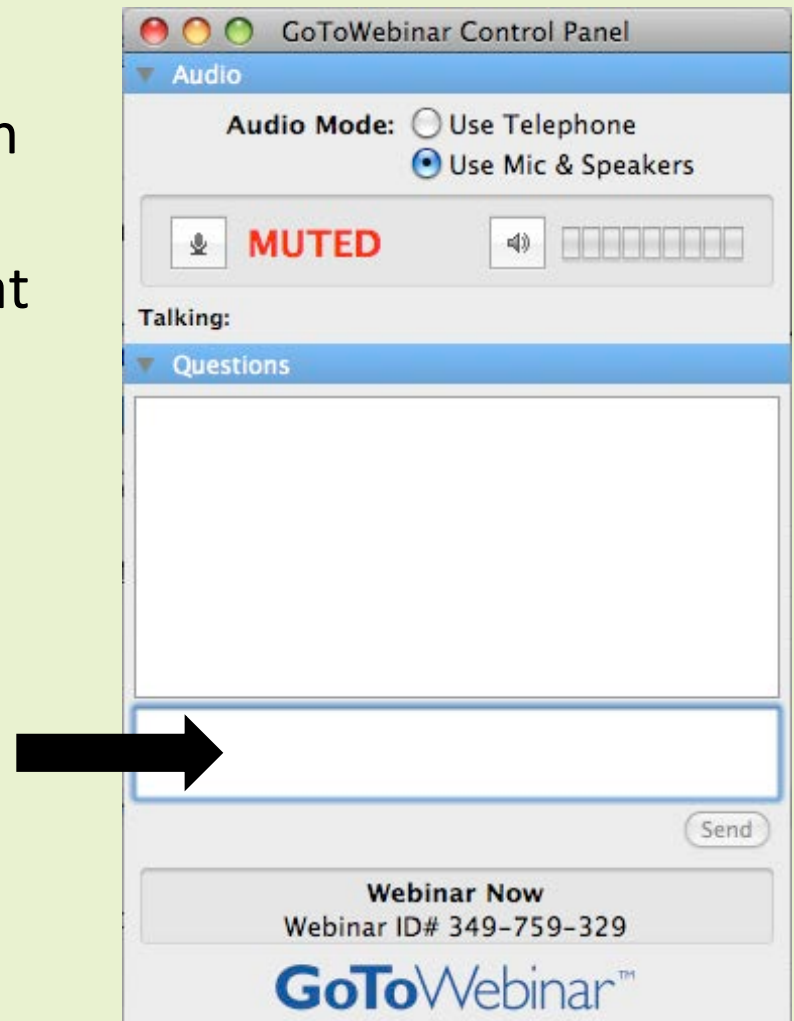 GoToWebinar Control Panel
Audio
Audio Mode: Use Telephone
Use Mic & Speakers
MUTED
Talking:
Questions
Send
Webinar Now
Webinar ID# 349-759-329
GoToWebinar™